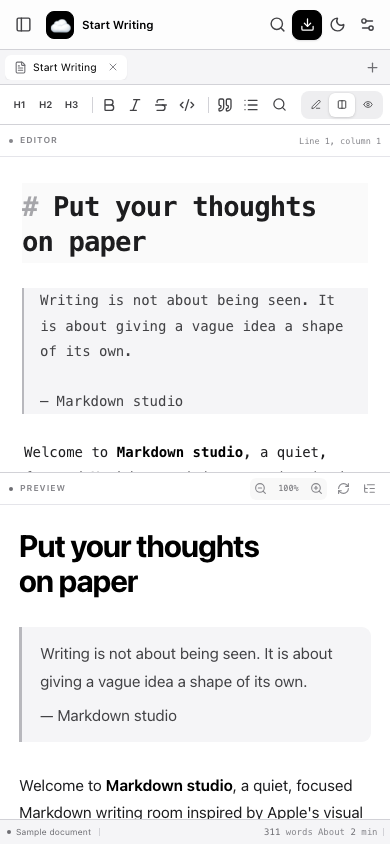 Start Writing
Start Writing
H1 H2 H3 B I S
EDITOR Line 1, column 1
# Put your thoughts
on paper
Writing is not about being seen. It
is about giving a vague idea a shape
of its own.
— Markdown studio
Welcome to Markdown studio, a quiet,
PREVIEW 100%
Put your thoughts
on paper
Writing is not about being seen. It is about
giving a vague idea a shape of its own.
— Markdown studio
Welcome to Markdown studio, a quiet, focused
Markdown writing room inspired by Apple's visual
Sample document 311 words About 2 min